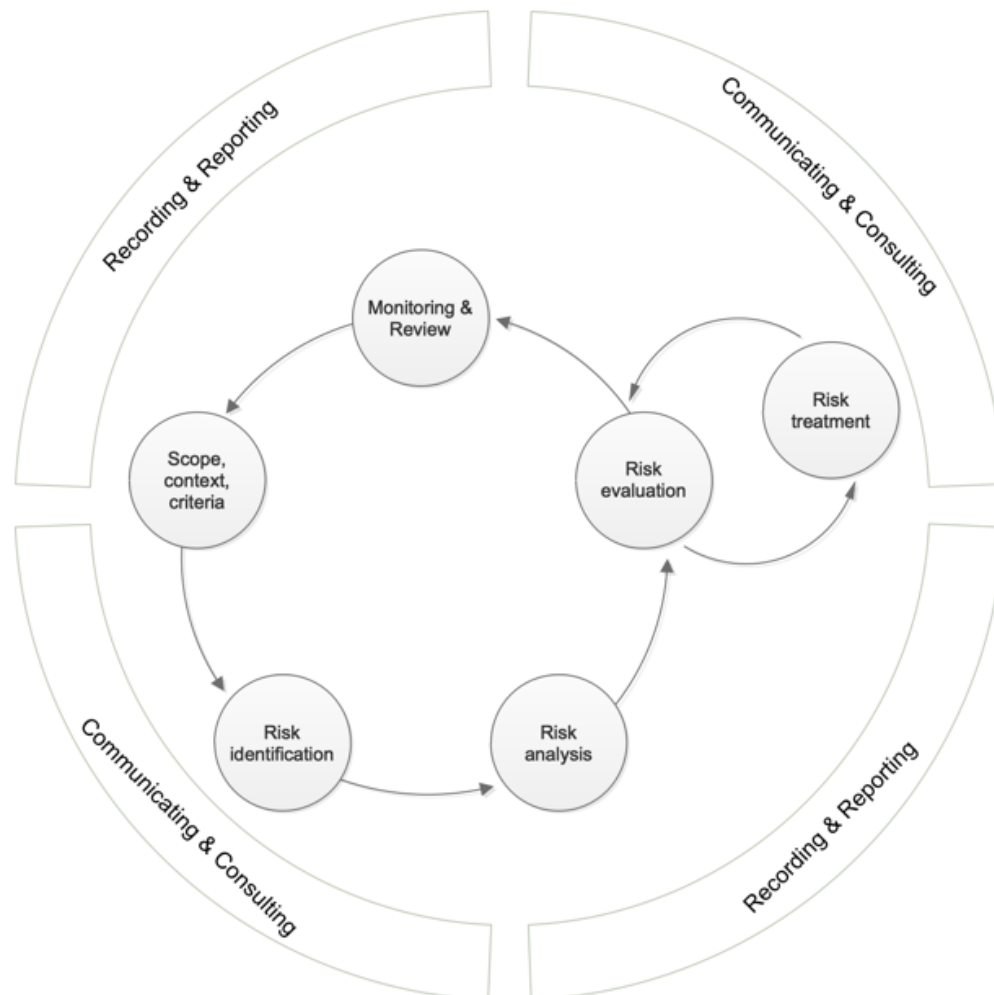 Recording & Reporting
Communicating & Consulting
Monitoring &
Review
Risk
treatment
Scope,
context,
criteria
Risk
evaluation
Risk
identification
Risk
analysis
Communicating & Consulting
Recording & Reporting